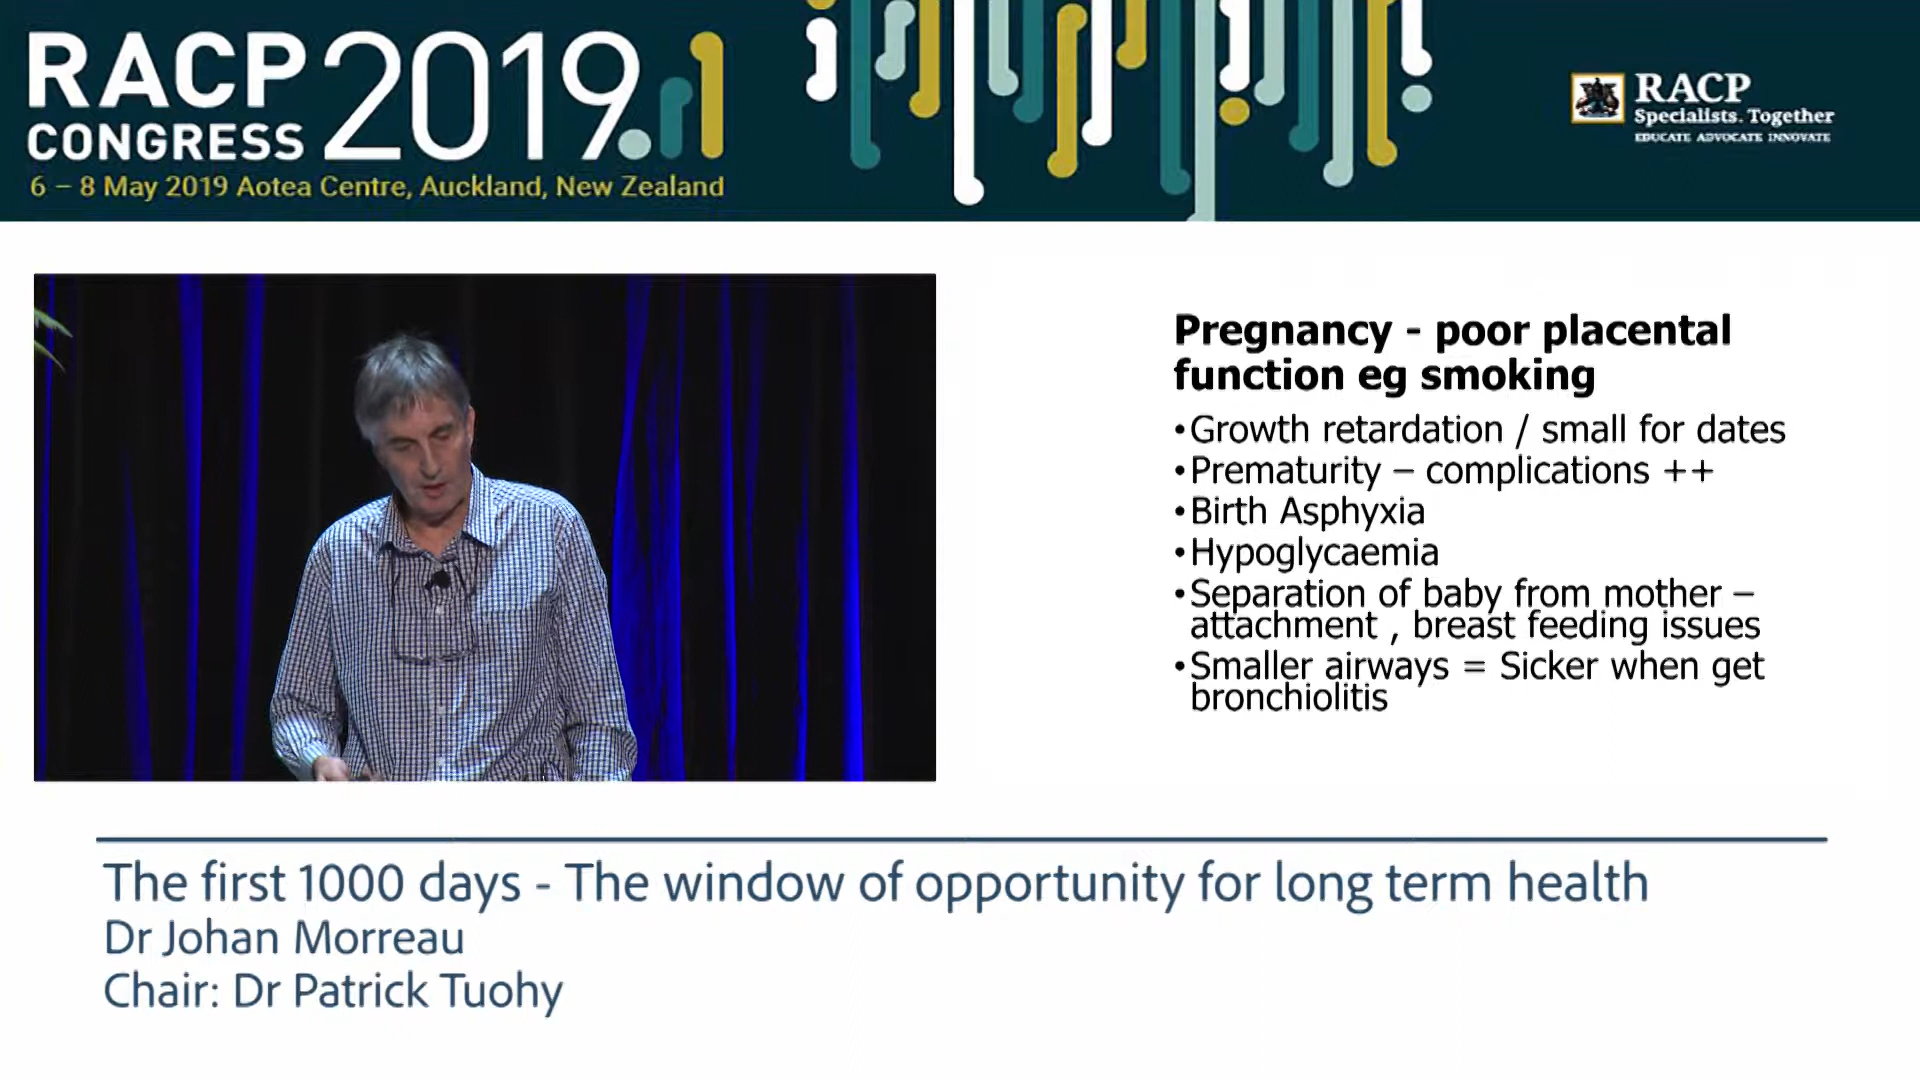 RACP
CONGRESS
2019
6 – 8 May 2019 Aotea Centre, Auckland, New Zealand
RACP
Specialists. Together
EDUCATE ADVOCATE INNOVATE
Pregnancy - poor placental
function eg smoking
•Growth retardation / small for dates
•Prematurity – complications ++
•Birth Asphyxia
•Hypoglycaemia
•Separation of baby from mother –
attachment , breast feeding issues
•Smaller airways = Sicker when get
bronchiolitis
The first 1000 days - The window of opportunity for long term health
Dr Johan Morreau
Chair: Dr Patrick Tuohy